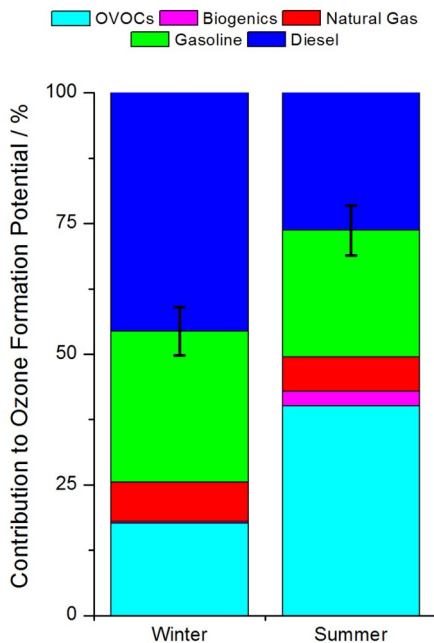 OVOCs Biogenics Natural Gas
Gasoline Diesel
Contribution to Ozone Formation Potential / %
100
75
50
25
0
Winter Summer